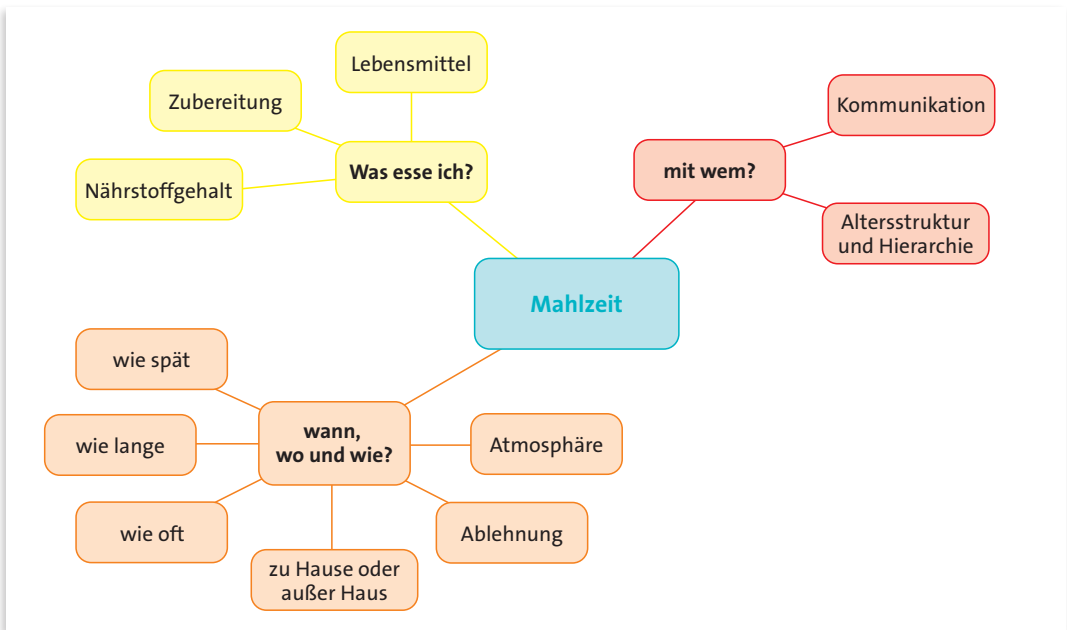 Lebensmittel
Zubereitung
Nährstoffgehalt
Was esse ich?
Kommunikation
mit wem?
Altersstruktur
und Hierarchie
Mahlzeit
wie spät
wie lange
wie oft
wann,
wo und wie?
Atmosphäre
Ablehnung
zu Hause oder
außer Haus